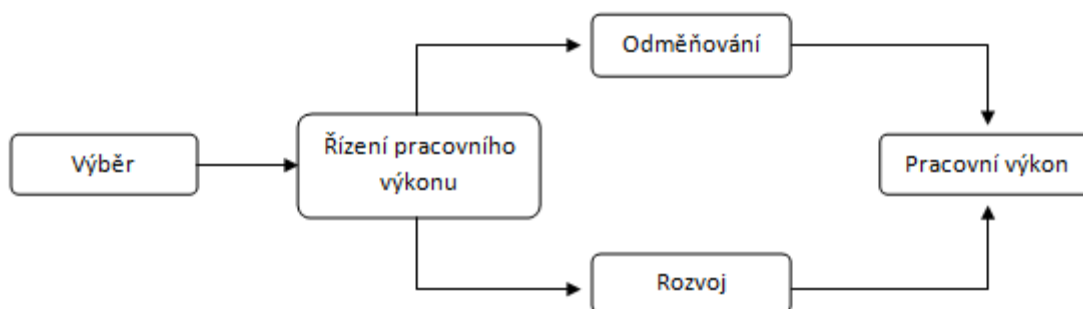 Odměňování
Výběr
Řízení pracovního
výkonu
Pracovní výkon
Rozvoj